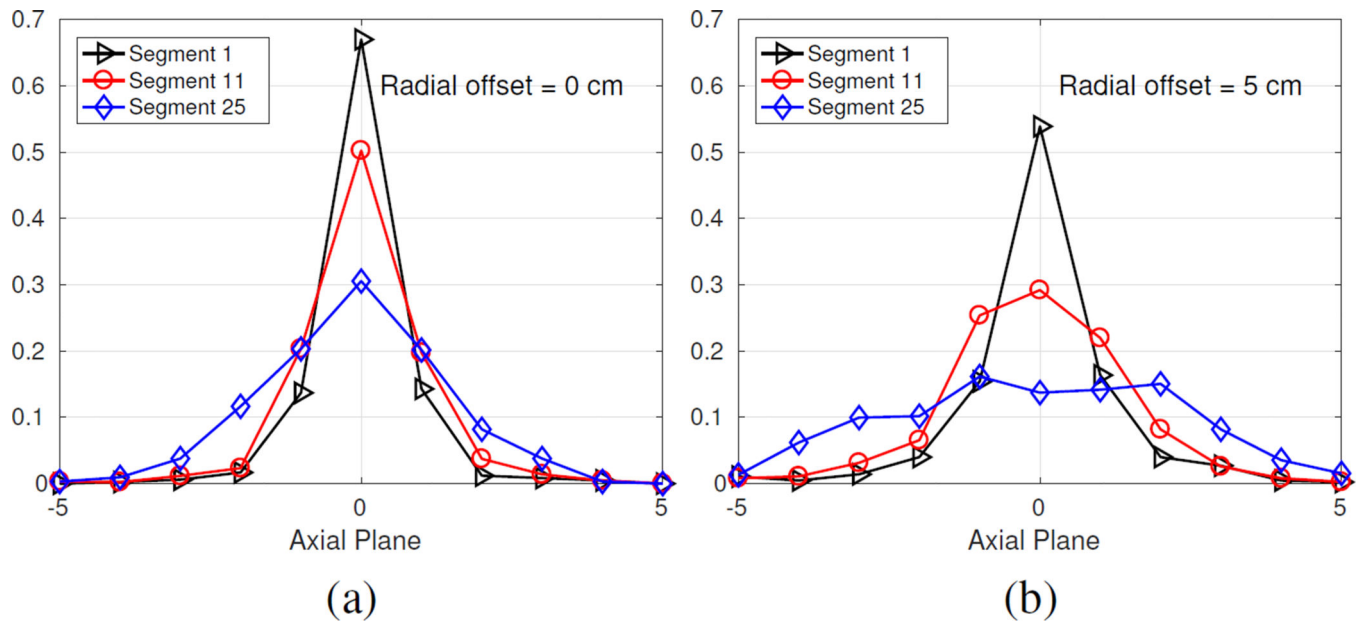 0.7
0.6
0.5
0.4
0.3
0.2
0.1
0
-5
0
5
Segment 1
Segment 11
Segment 25
Radial offset = 0 cm
Axial Plane
(a)
0.7
0.6
0.5
0.4
0.3
0.2
0.1
0
-5
0
5
Segment 1
Segment 11
Segment 25
Radial offset = 5 cm
Axial Plane
(b)